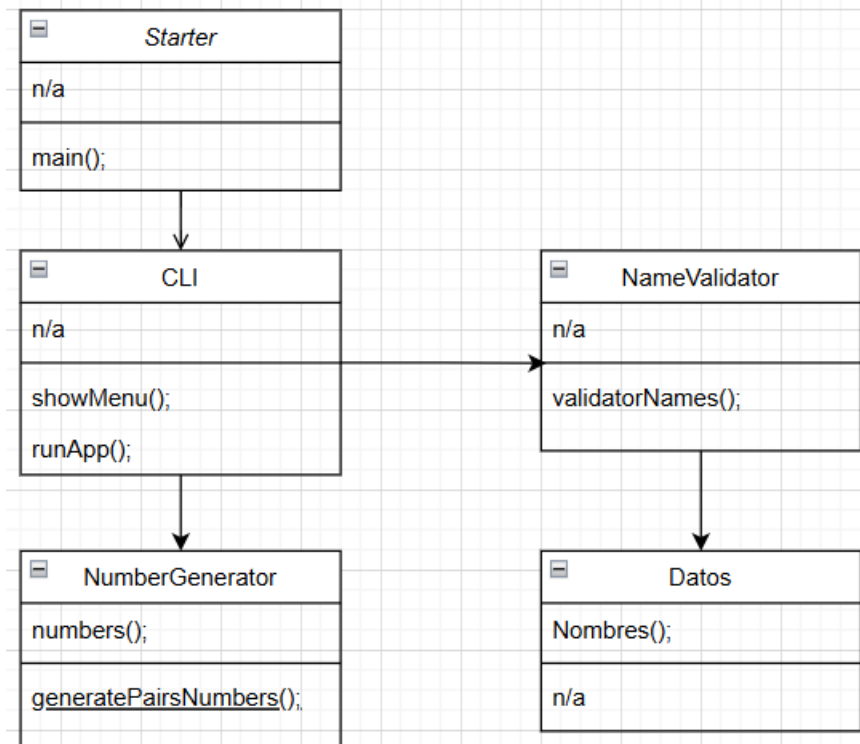 Starter
n/a
main();
CLI
n/a
showMenu();
runApp();
NameValidator
n/a
validatorNames();
NumberGenerator
numbers();
generatePairsNumbers();
Datos
Nombres();
n/a